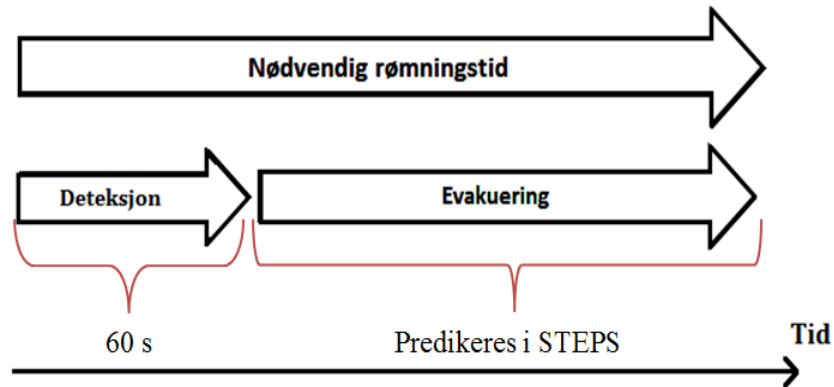 Nødvendig rømningstid
Deteksjon
Evakuering
60 s
Predikeres i STEPS
Tid